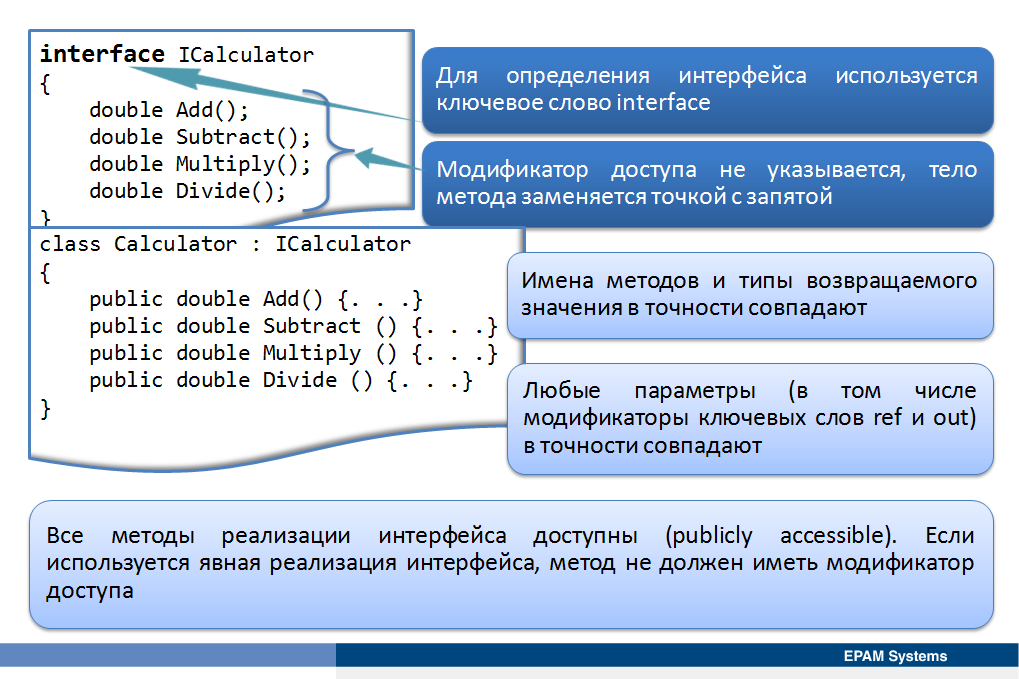 interface ICalculator
{
double Add();
double Subtract();
double Multiply();
double Divide();
}
Для определения интерфейса используется
ключевое слово interface
Модификатор доступа не указывается, тело
метода заменяется точкой с запятой
class Calculator : ICalculator
{
public double Add() {. . .}
public double Subtract () {. . .}
public double Multiply () {. . .}
public double Divide () {. . .}
}
Имена методов и типы возвращаемого
значения в точности совпадают
Любые параметры (в том числе
модификаторы ключевых слов ref и out)
в точности совпадают
Все методы реализации интерфейса доступны (publicly accessible). Если
используется явная реализация интерфейса, метод не должен иметь модификатор
доступа
EPAM Systems